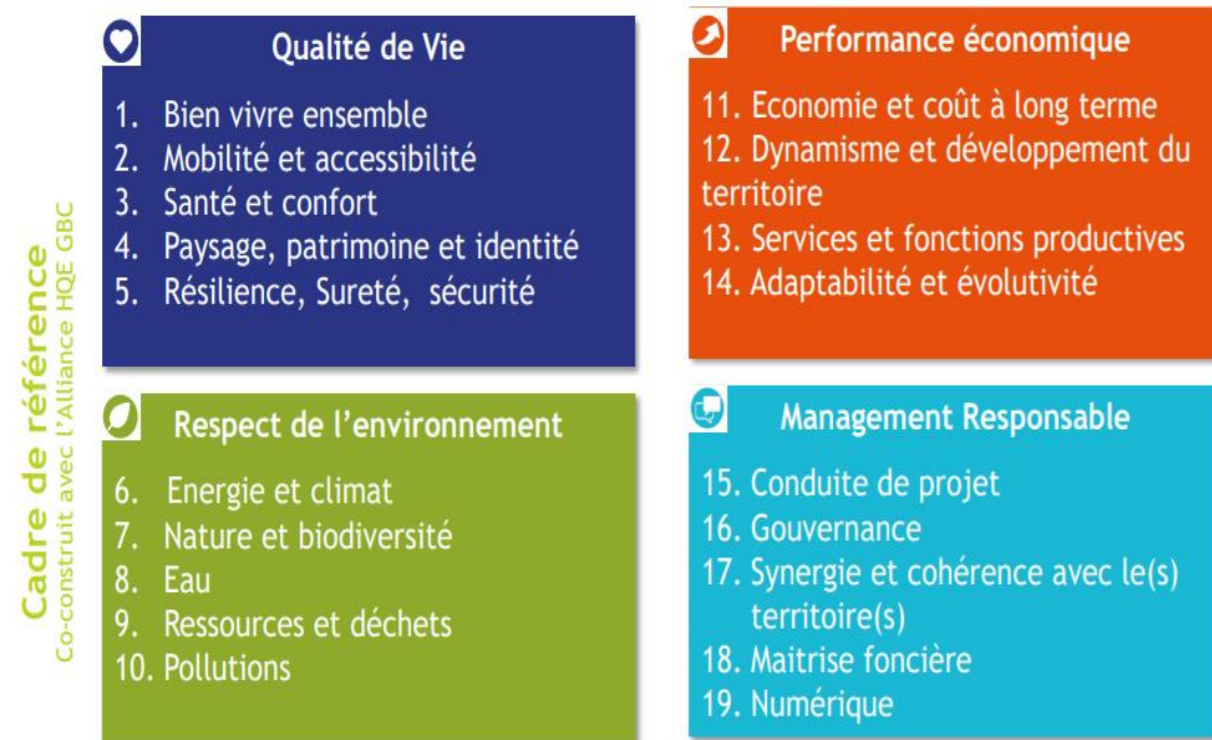 Cadre de référence
Co-construit avec l'Alliance HQE GBC
Qualité de Vie
1. Bien vivre ensemble
2. Mobilité et accessibilité
3. Santé et confort
4. Paysage, patrimoine et identité
5. Résilience, Sureté, sécurité
Performance économique
11. Economie et coût à long terme
12. Dynamisme et développement du
territoire
13. Services et fonctions productives
14. Adaptabilité et évolutivité
Respect de l'environnement
6. Energie et climat
7. Nature et biodiversité
8. Eau
9. Ressources et déchets
10. Pollutions
Management Responsable
15. Conduite de projet
16. Gouvernance
17. Synergie et cohérence avec le(s)
territoire(s)
18. Maitrise foncière
19. Numérique